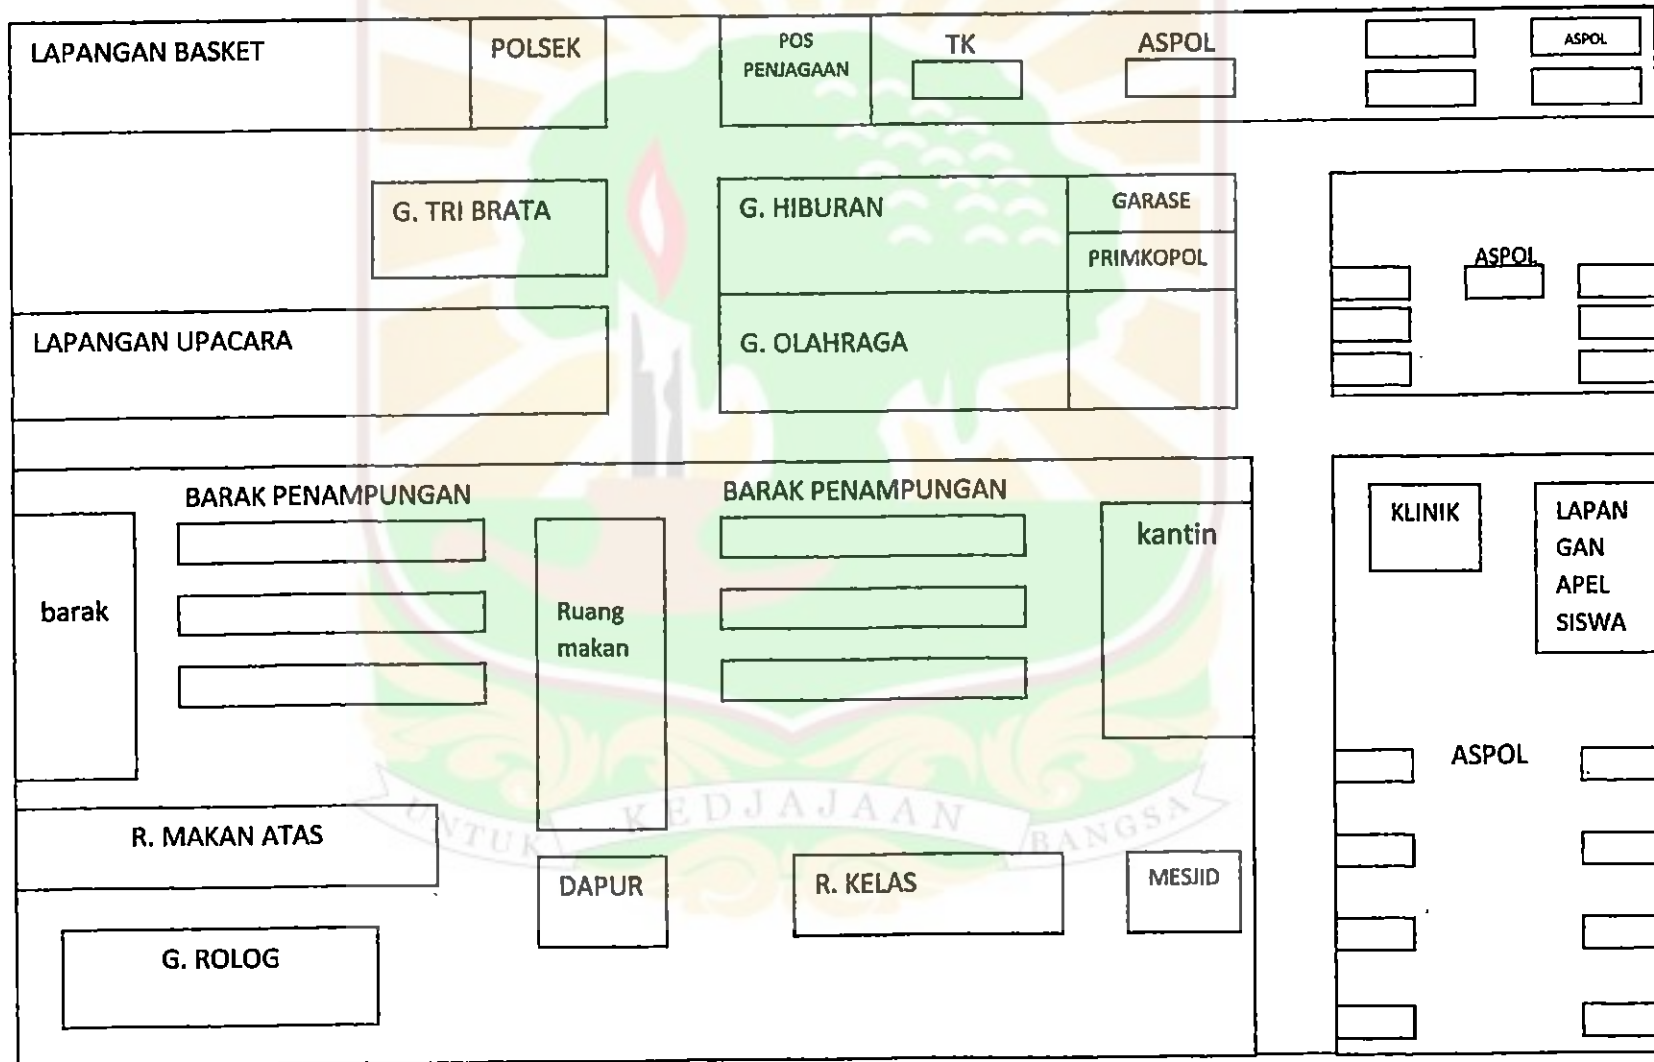 LAPANGAN BASKET
POLSEK
POS
PENJAGAAN
TK
ASPOL
ASPOL
G. TRI BRATA
G. HIBURAN
GARASE
PRIMKOPOL
ASPOL
LAPANGAN UPACARA
G. OLAHRAGA
BARAK PENAMPUNGAN
BARAK PENAMPUNGAN
KLINIK
LAPAN
GAN
APEL
SISWA
kantin
barak
Ruang
makan
ASPOL
R. MAKAN ATAS
UNTUK KEDJAJAAN BANGSA
DAPUR
R. KELAS
MESJID
G. ROLOG